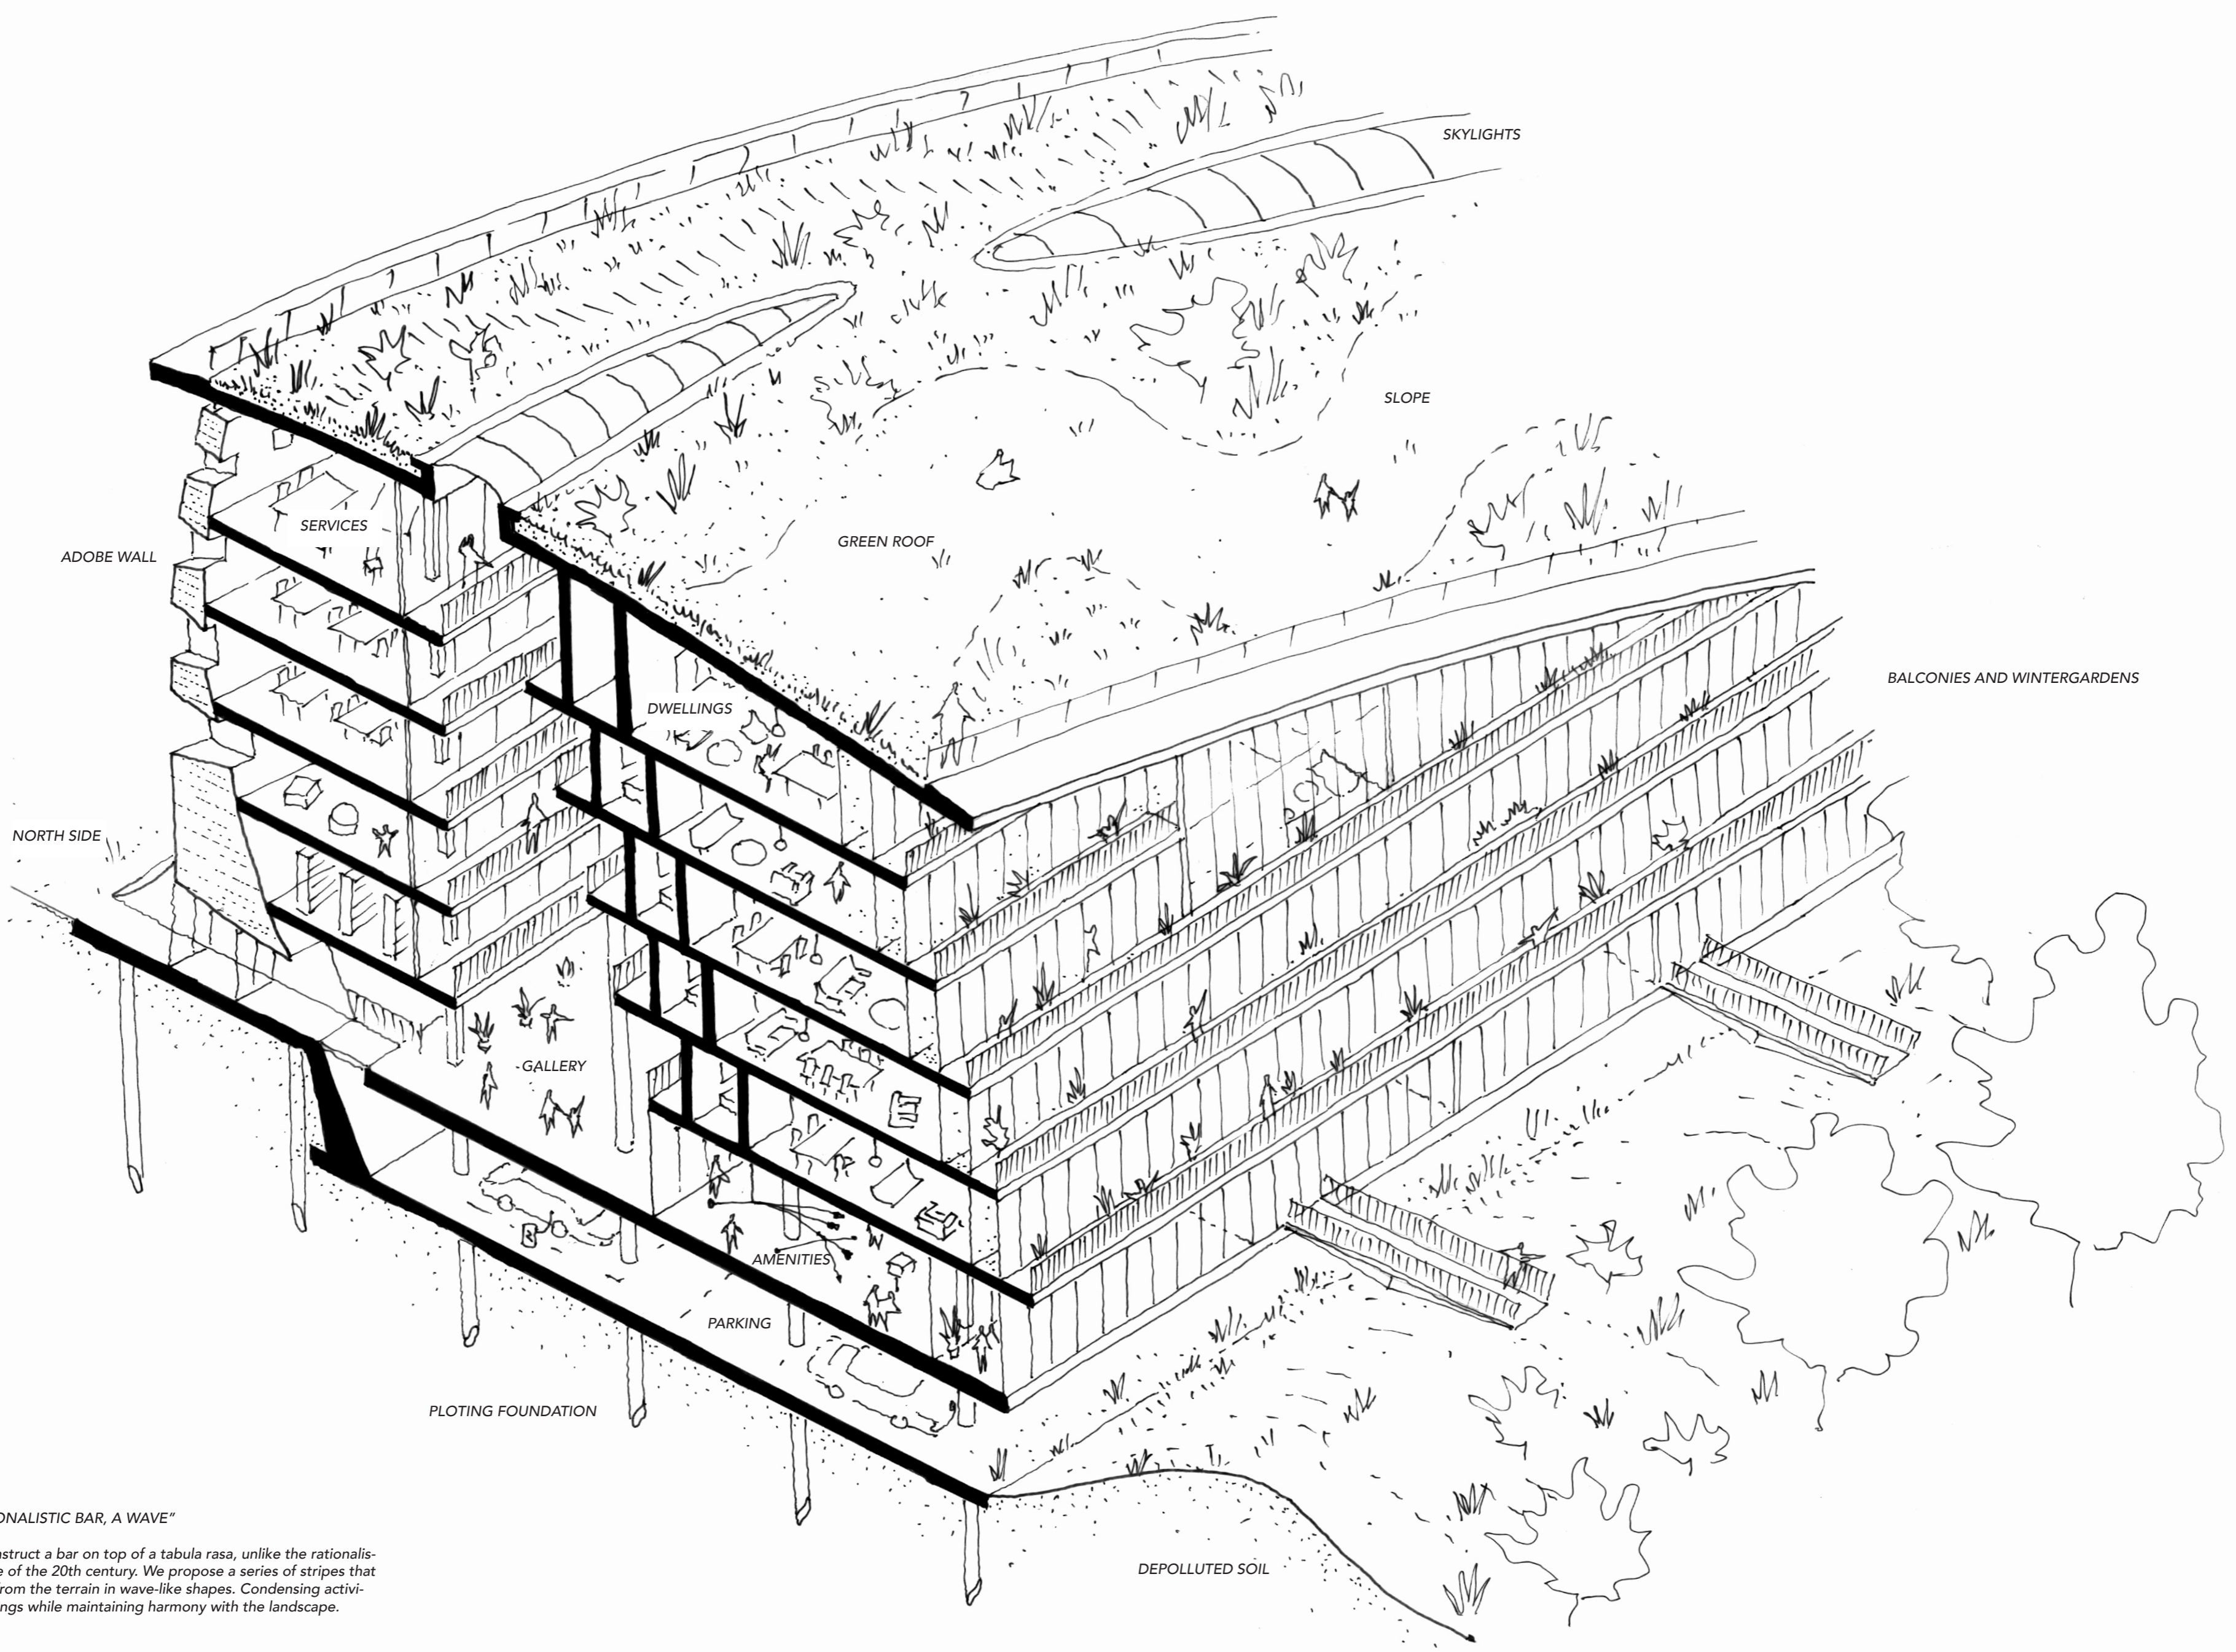 SKYLIGHTS
SLOPE
SERVICES
GREEN ROOF
ADOBE WALL
BALCONIES AND WINTERGARDENS
DWELLINGS
NORTH SIDE
GALLERY
AMENITIES
PARKING
PLOTING FOUNDATION
DEPOLLUTED SOIL
ONALISTIC BAR, A WAVE”
nstruct a bar on top of a tabula rasa, unlike the rationalis-
e of the 20th century. We propose a series of stripes that
from the terrain in wave-like shapes. Condensing activi-
ngs while maintaining harmony with the landscape.